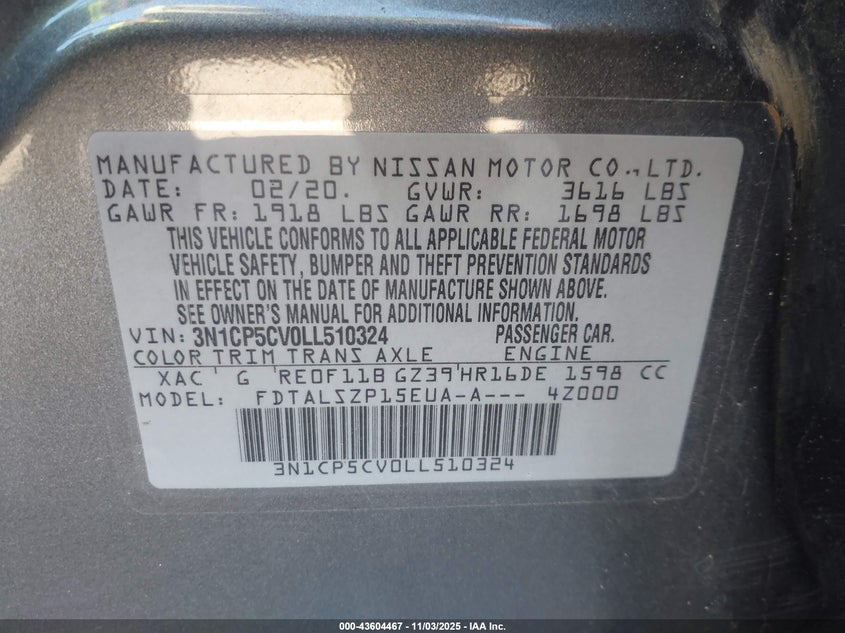 MANUFACTURED BY NISSAN MOTOR CO., LTD.
DATE: 02/20. GVWR: 3616 LBS
GAWR FR: 1918 LBS GAWR RR: 1698 LBS
THIS VEHICLE CONFORMS TO ALL APPLICABLE FEDERAL MOTOR
VEHICLE SAFETY, BUMPER AND THEFT PREVENTION STANDARDS
IN EFFECT ON THE DATE OF MANUFACTURE SHOWN ABOVE.
SEE OWNER'S MANUAL FOR ADDITIONAL INFORMATION.
VIN: 3N1CP5CV0LL510324 PASSENGER CAR.
COLOR TRIM TRANS AXLE ENGINE
XAC G RE0F11B GZ39 HR16DE 1598 CC
MODEL: FDTALSZP15EUA-A--- 4Z000
3N1CP5CV0LL510324
000-43604467 - 11/03/2025 - IAA Inc.